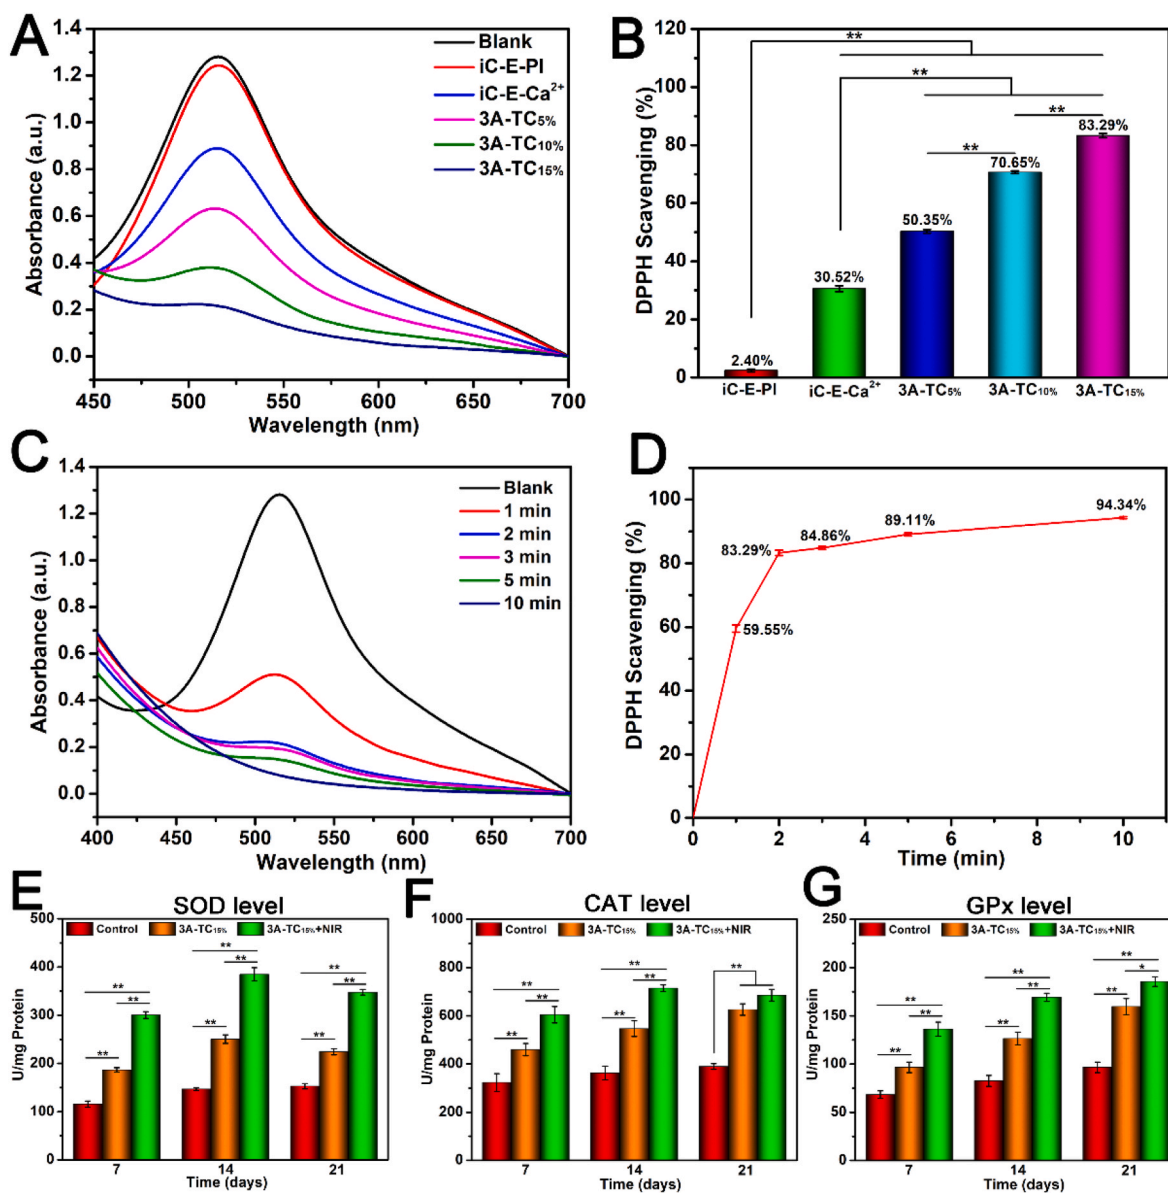 A
1.4
1.2
1.0
0.8
0.6
0.4
0.2
0.0
Absorbance (a.u.)
Blank
iC-E-PI
iC-E-Ca²⁺
3A-TC5%
3A-TC10%
3A-TC15%
450 500 550 600 650 700
Wavelength (nm)
B
120
100
80
60
40
20
0
DPPH Scavenging (%)
**
**
**
**
2.40%
30.52%
50.35%
70.65%
83.29%
iC-E-PI iC-E-Ca²⁺ 3A-TC5% 3A-TC10% 3A-TC15%
C
1.4
1.2
1.0
0.8
0.6
0.4
0.2
0.0
Absorbance (a.u.)
Blank
1 min
2 min
3 min
5 min
10 min
400 450 500 550 600 650 700
Wavelength (nm)
D
100
80
60
40
20
0
DPPH Scavenging (%)
59.55%
83.29%
84.86%
89.11%
94.34%
0 2 4 6 8 10
Time (min)
E
SOD level
500
400
300
200
100
0
U/mg Protein
Control 3A-TC15% 3A-TC15%+NIR
** ** **
** ** **
** ** **
7 14 21
Time (days)
F
CAT level
1000
800
600
400
200
0
U/mg Protein
Control 3A-TC15% 3A-TC15%+NIR
** ** **
** ** **
**
7 14 21
Time (days)
G
GPx level
250
200
150
100
50
0
U/mg Protein
Control 3A-TC15% 3A-TC15%+NIR
** ** **
** ** **
** * **
7 14 21
Time (days)